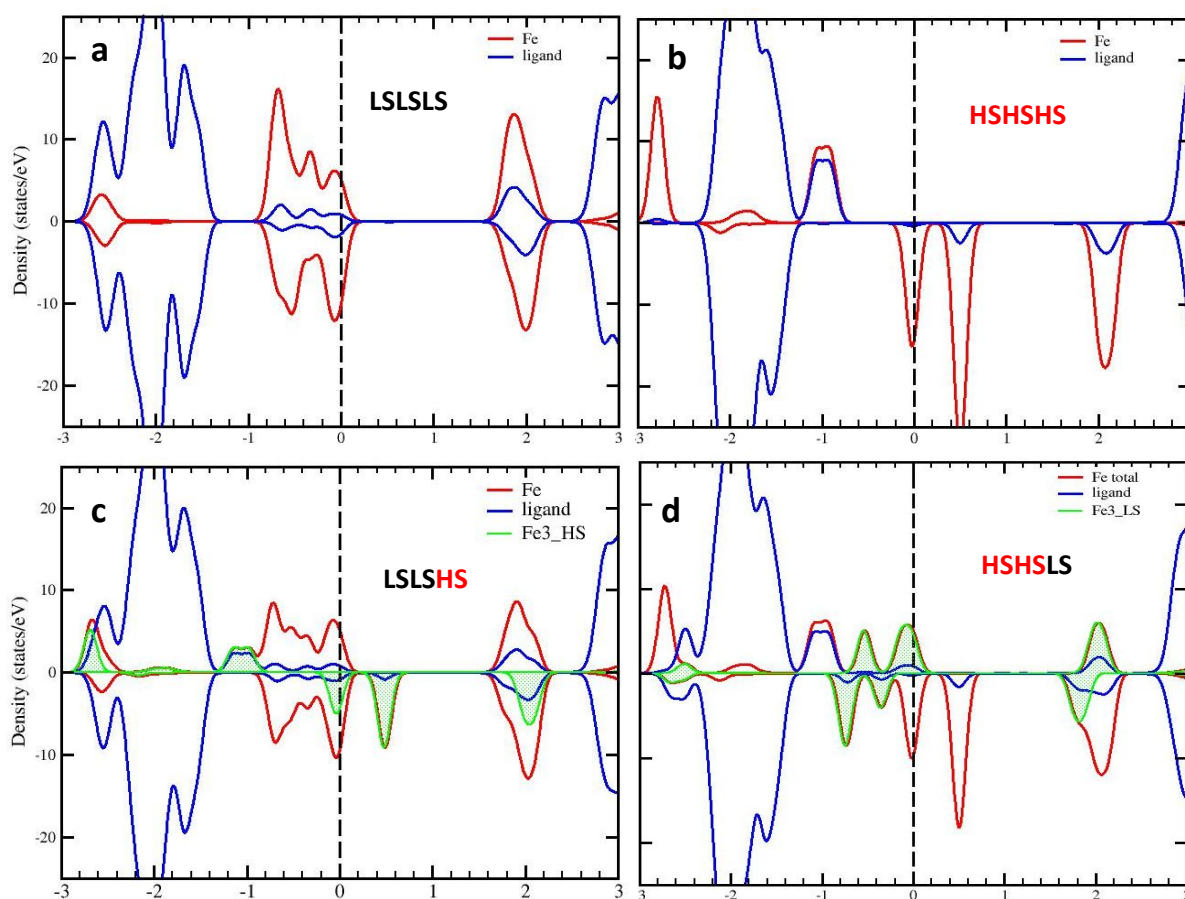 a
Fe
ligand
LSLSLS
20
10
0
-10
-20
Density (states/eV)
-3 -2 -1 0 1 2 3
b
Fe
ligand
HSHSHS
-3 -2 -1 0 1 2 3
c
Fe
ligand
Fe3_HS
LSLSHS
20
10
0
-10
-20
Density (states/eV)
-3 -2 -1 0 1 2 3
d
Fe total
ligand
Fe3_LS
HSHSLS
-3 -2 -1 0 1 2 3